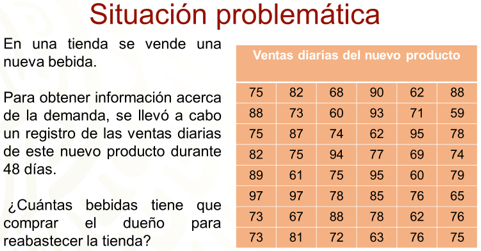 Situación problemática
En una tienda se vende una
nueva bebida.
Para obtener información acerca
de la demanda, se llevó a cabo
un registro de las ventas diarias
de este nuevo producto durante
48 días.
¿Cuántas bebidas tiene que
comprar el dueño para
reabastecer la tienda?
Ventas diarias del nuevo producto
75 82 68 90 62 88
88 73 60 93 71 59
75 87 74 62 95 78
82 75 94 77 69 74
89 61 75 95 60 79
97 97 78 85 76 65
73 67 88 78 62 76
73 81 72 63 76 75